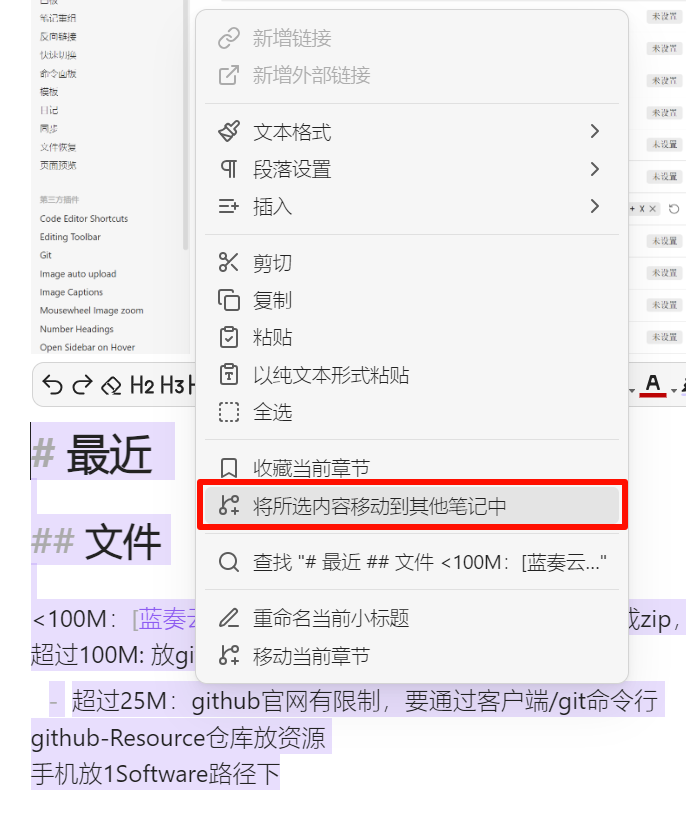 白板
笔记重组
反向链接
快速切换
命令面板
模板
日记
同步
文件恢复
页面预览
第三方插件
Code Editor Shortcuts
Editing Toolbar
Git
Image auto upload
Image Captions
Mousewheel Image zoom
Number Headings
Open Sidebar on Hover
未设置
未设置
未设置
未设置
未设置
未设置
+ X ×
未设置
未设置
未设置
未设置
新增链接
新增外部链接
文本格式
段落设置
插入
剪切
复制
粘贴
以纯文本形式粘贴
全选
收藏当前章节
将所选内容移动到其他笔记中
查找 "# 最近 ## 文件 <100M：[蓝奏云..."
重命名当前小标题
移动当前章节
H2 H3 A
# 最近
## 文件
<100M：[蓝奏 zip，
超过100M: 放gi
- 超过25M：github官网有限制，要通过客户端/git命令行
github-Resource仓库放资源
手机放1Software路径下